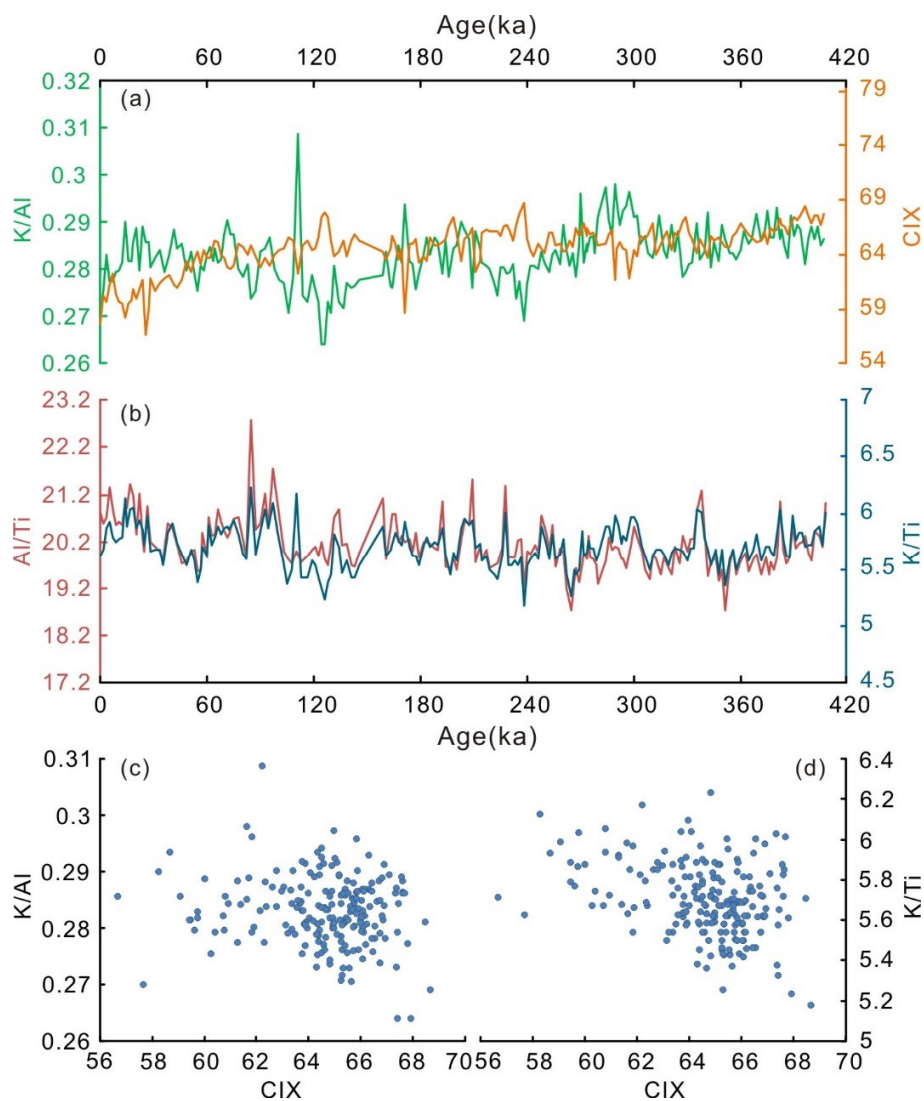 Age(ka)
0 60 120 180 240 300 360 420
(a)
K/Al
0.32
0.31
0.3
0.29
0.28
0.27
0.26
CIX
79
74
69
64
59
54
(b)
Al/Ti
23.2
22.2
21.2
20.2
19.2
18.2
17.2
K/Ti
7
6.5
6
5.5
5
4.5
0 60 120 180 240 300 360 420
Age(ka)
(c)
K/Al
0.31
0.3
0.29
0.28
0.27
0.26
56 58 60 62 64 66 68 70
CIX
(d)
K/Ti
6.4
6.2
6
5.8
5.6
5.4
5.2
5
56 58 60 62 64 66 68 70
CIX